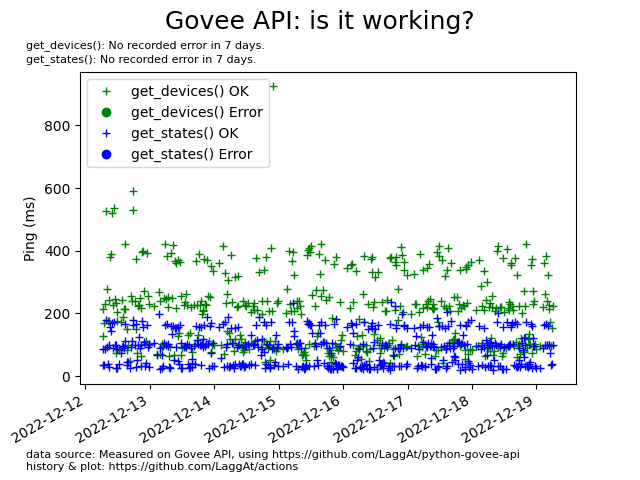 Govee API: is it working?
get_devices(): No recorded error in 7 days.
get_states(): No recorded error in 7 days.
get_devices() OK
get_devices() Error
get_states() OK
get_states() Error
800
600
400
200
0
Ping (ms)
2022-12-12
2022-12-13
2022-12-14
2022-12-15
2022-12-16
2022-12-17
2022-12-18
2022-12-19
data source: Measured on Govee API, using https://github.com/LaggAt/python-govee-api
history & plot: https://github.com/LaggAt/actions